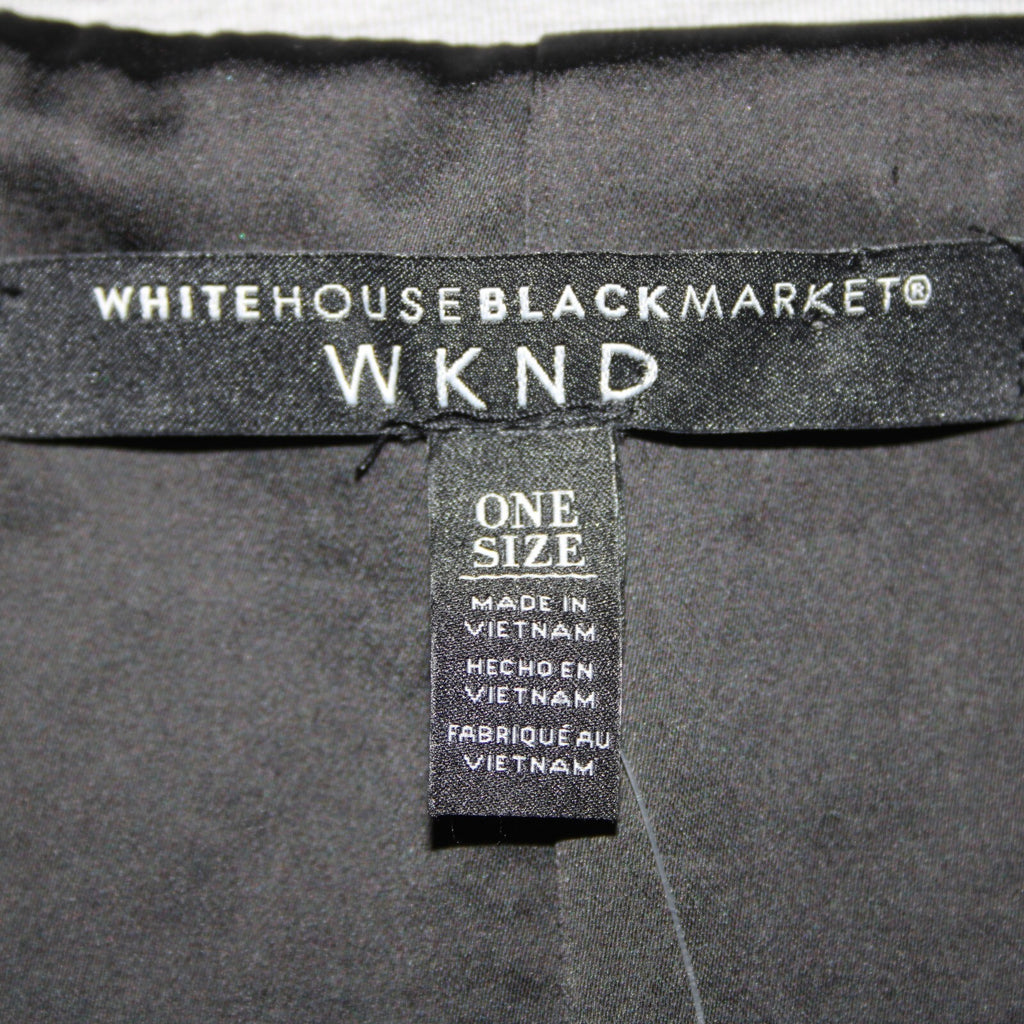 WHITEHOUSEBLACKMARKET®
WKND
ONE
SIZE
MADE IN
VIETNAM
HECHO EN
VIETNAM
FABRIQUÉ AU
VIETNAM